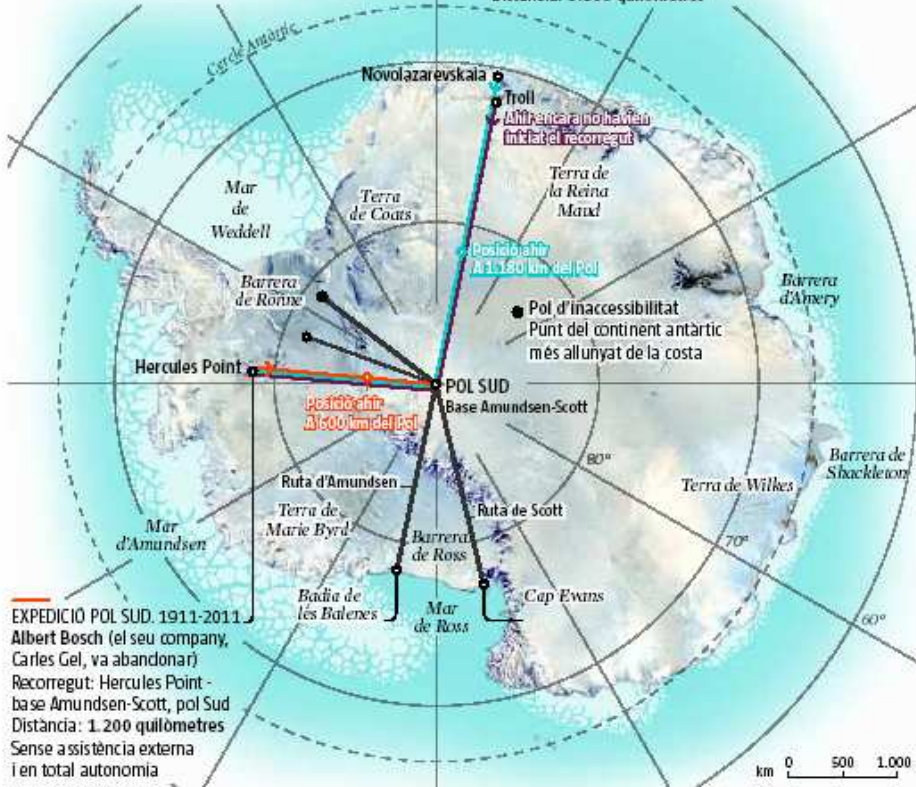 Cercle Antàrtic
Novolazarevskaia
Troll
Ahir encara no havien
iniciat el recorregut
Mar
de
Weddell
Terra
de Coats
Terra de
la Reina
Maud
Posició ahir
A 1.180 km del Pol
Barrera
de Ronne
Barrera
d'Amery
Pol d'inaccessibilitat
Punt del continent antàrtic
més allunyat de la costa
Hercules Point
POL SUD
Base Amundsen-Scott
Posició ahir
A 600 km del Pol
80°
Barrera de
Shackleton
Ruta d'Amundsen
Terra de Wilkes
Terra de
Marie Byrd
Ruta de Scott
Mar
d'Amundsen
Barrera
de Ross
70°
Badia de
les Balenes
Mar
de Ross
Cap Evans
60°
EXPEDICIÓ POL SUD. 1911-2011
Albert Bosch (el seu company,
Carles Gel, va abandonar)
Recorregut: Hercules Point -
base Amundsen-Scott, pol Sud
Distància: 1.200 quilòmetres
Sense assistència externa
i en total autonomia
km 0 500 1.000